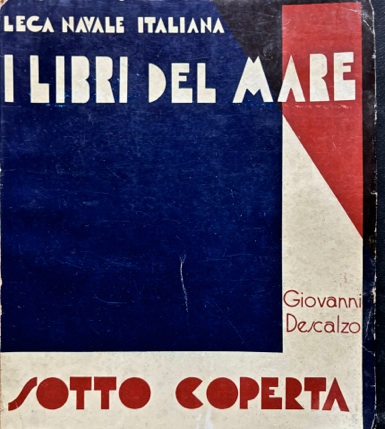 LEGA NAVALE ITALIANA
I LIBRI DEL MARE
Giovanni
Descalzo
SOTTO COPERTA